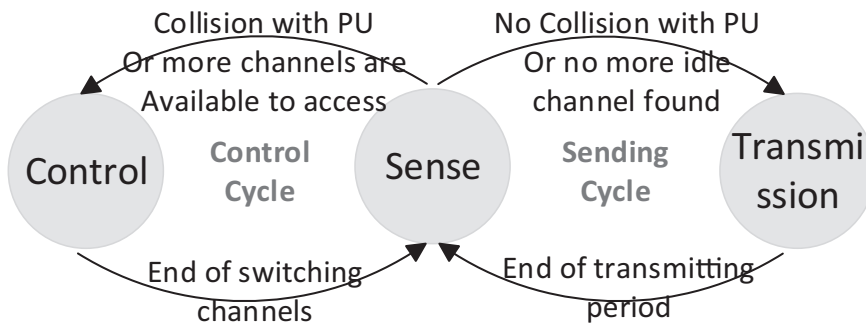 Collision with PU
Or more channels are
Available to access
No Collision with PU
Or no more idle
channel found
Control
Control
Cycle
Sense
Sending
Cycle
Transmi
ssion
End of switching
channels
End of transmitting
period